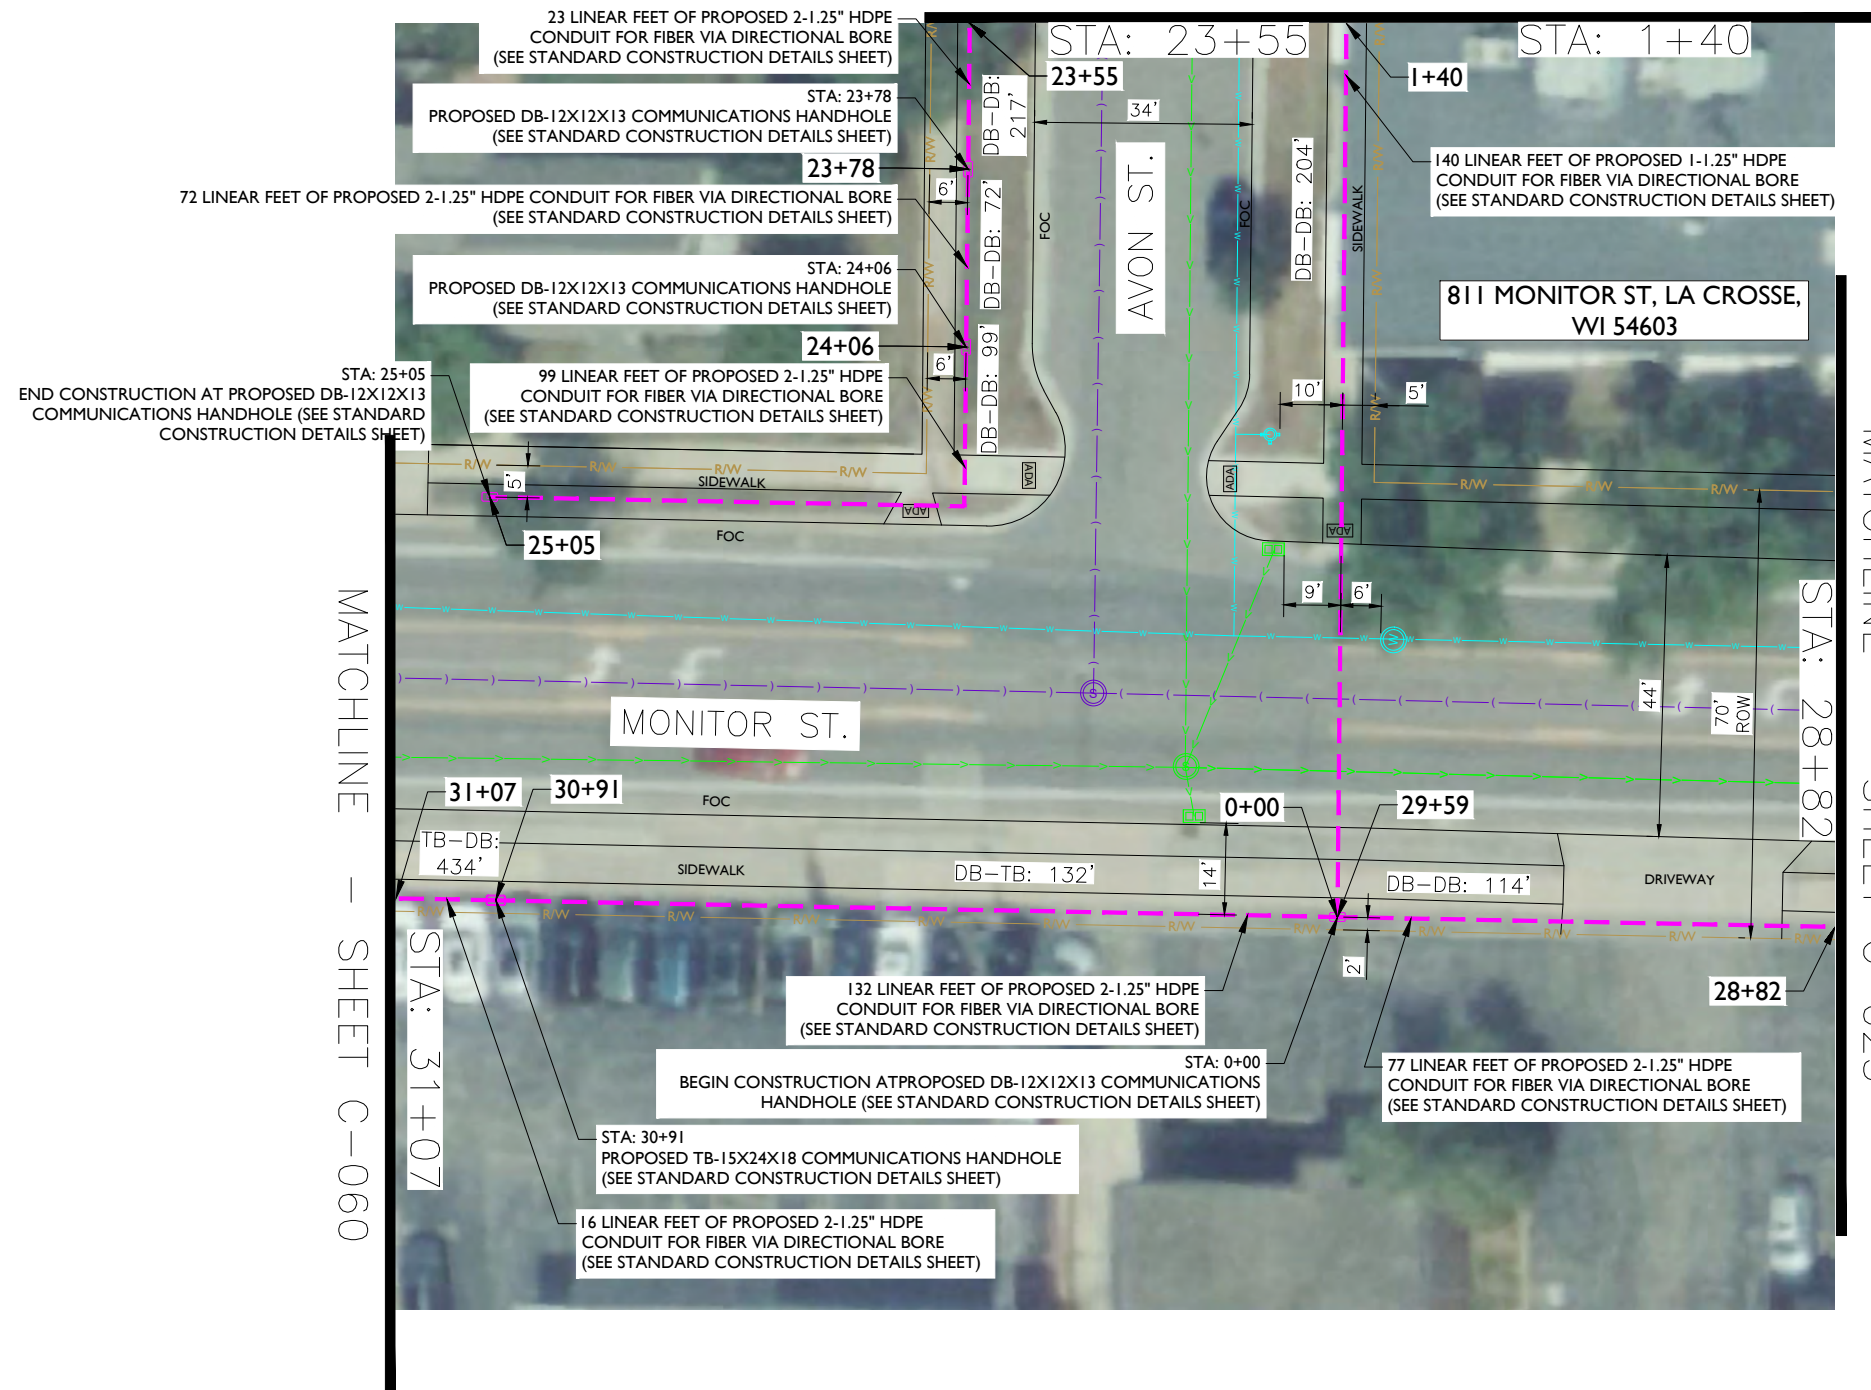 23 LINEAR FEET OF PROPOSED 2-1.25" HDPE
CONDUIT FOR FIBER VIA DIRECTIONAL BORE
(SEE STANDARD CONSTRUCTION DETAILS SHEET)
STA: 23+55
STA: 1+40
23+55
1+40
STA: 23+78
PROPOSED DB-12X12X13 COMMUNICATIONS HANDHOLE
(SEE STANDARD CONSTRUCTION DETAILS SHEET)
23+78
DB-DB:
217'
34'
140 LINEAR FEET OF PROPOSED 1-1.25" HDPE
CONDUIT FOR FIBER VIA DIRECTIONAL BORE
(SEE STANDARD CONSTRUCTION DETAILS SHEET)
72 LINEAR FEET OF PROPOSED 2-1.25" HDPE CONDUIT FOR FIBER VIA DIRECTIONAL BORE
(SEE STANDARD CONSTRUCTION DETAILS SHEET)
6'
DB-DB: 72'
FOC
AVON ST.
FOC
DB-DB: 204'
SIDEWALK
R/W
R/W
R/W
R/W
R/W
R/W
R/W
STA: 24+06
PROPOSED DB-12X12X13 COMMUNICATIONS HANDHOLE
(SEE STANDARD CONSTRUCTION DETAILS SHEET)
24+06
6'
811 MONITOR ST, LA CROSSE,
WI 54603
STA: 25+05
END CONSTRUCTION AT PROPOSED DB-12X12X13
COMMUNICATIONS HANDHOLE (SEE STANDARD
CONSTRUCTION DETAILS SHEET)
99 LINEAR FEET OF PROPOSED 2-1.25" HDPE
CONDUIT FOR FIBER VIA DIRECTIONAL BORE
(SEE STANDARD CONSTRUCTION DETAILS SHEET)
DB-DB: 99'
10'
5'
R/W
R/W
R/W
R/W
R/W
R/W
5'
SIDEWALK
ADA
ADA
ADA
ADA
FOC
25+05
9'
6'
W
S
44'
70'
ROW
STA: 28+82
MONITOR ST.
MATCHLINE - SHEET C-060
31+07
30+91
FOC
0+00
29+59
TB-DB:
434'
SIDEWALK
DB-TB: 132'
14'
DB-DB: 114'
DRIVEWAY
R/W
R/W
R/W
R/W
R/W
R/W
R/W
R/W
R/W
R/W
2'
28+82
STA: 31+07
132 LINEAR FEET OF PROPOSED 2-1.25" HDPE
CONDUIT FOR FIBER VIA DIRECTIONAL BORE
(SEE STANDARD CONSTRUCTION DETAILS SHEET)
STA: 0+00
BEGIN CONSTRUCTION ATPROPOSED DB-12X12X13 COMMUNICATIONS
HANDHOLE (SEE STANDARD CONSTRUCTION DETAILS SHEET)
77 LINEAR FEET OF PROPOSED 2-1.25" HDPE
CONDUIT FOR FIBER VIA DIRECTIONAL BORE
(SEE STANDARD CONSTRUCTION DETAILS SHEET)
STA: 30+91
PROPOSED TB-15X24X18 COMMUNICATIONS HANDHOLE
(SEE STANDARD CONSTRUCTION DETAILS SHEET)
16 LINEAR FEET OF PROPOSED 2-1.25" HDPE
CONDUIT FOR FIBER VIA DIRECTIONAL BORE
(SEE STANDARD CONSTRUCTION DETAILS SHEET)